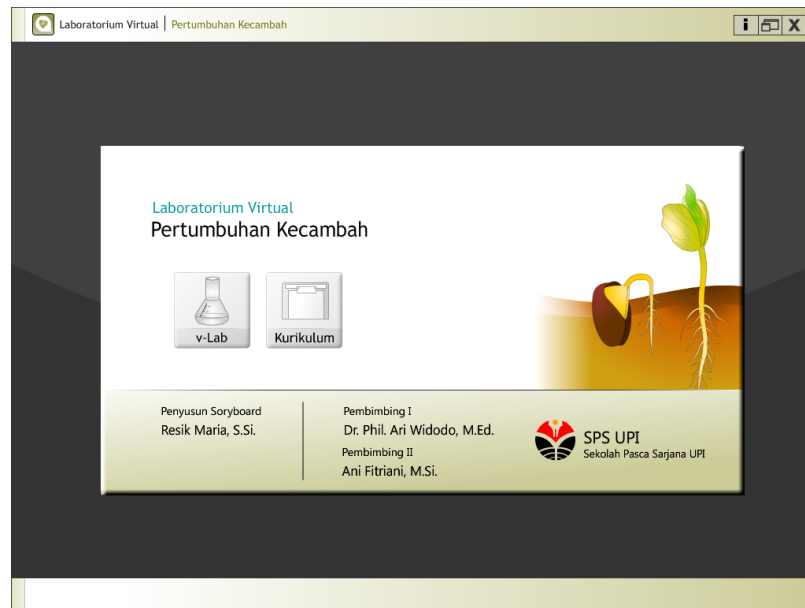 Laboratorium Virtual | Pertumbuhan Kecambah
i X
Laboratorium Virtual
Pertumbuhan Kecambah
v-Lab
Kurikulum
Penyusun Soryboard
Resik Maria, S.Si.
Pembimbing I
Dr. Phil. Ari Widodo, M.Ed.
Pembimbing II
Ani Fitriani, M.Si.
SPS UPI
Sekolah Pasca Sarjana UPI